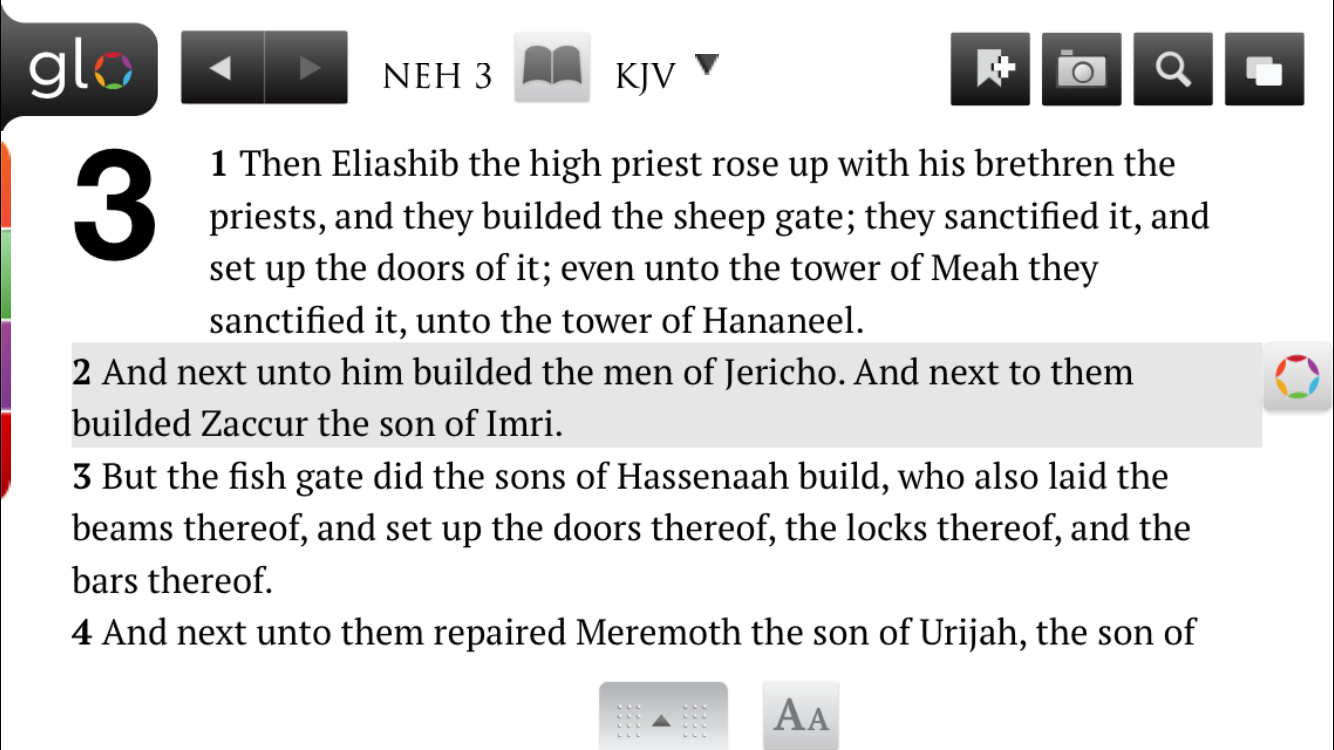 glo
NEH 3
KJV
3
1 Then Eliashib the high priest rose up with his brethren the
priests, and they builded the sheep gate; they sanctified it, and
set up the doors of it; even unto the tower of Meah they
sanctified it, unto the tower of Hananeel.
2 And next unto him builded the men of Jericho. And next to them
builded Zaccur the son of Imri.
3 But the fish gate did the sons of Hassenaah build, who also laid the
beams thereof, and set up the doors thereof, the locks thereof, and the
bars thereof.
4 And next unto them repaired Meremoth the son of Urijah, the son of
AA